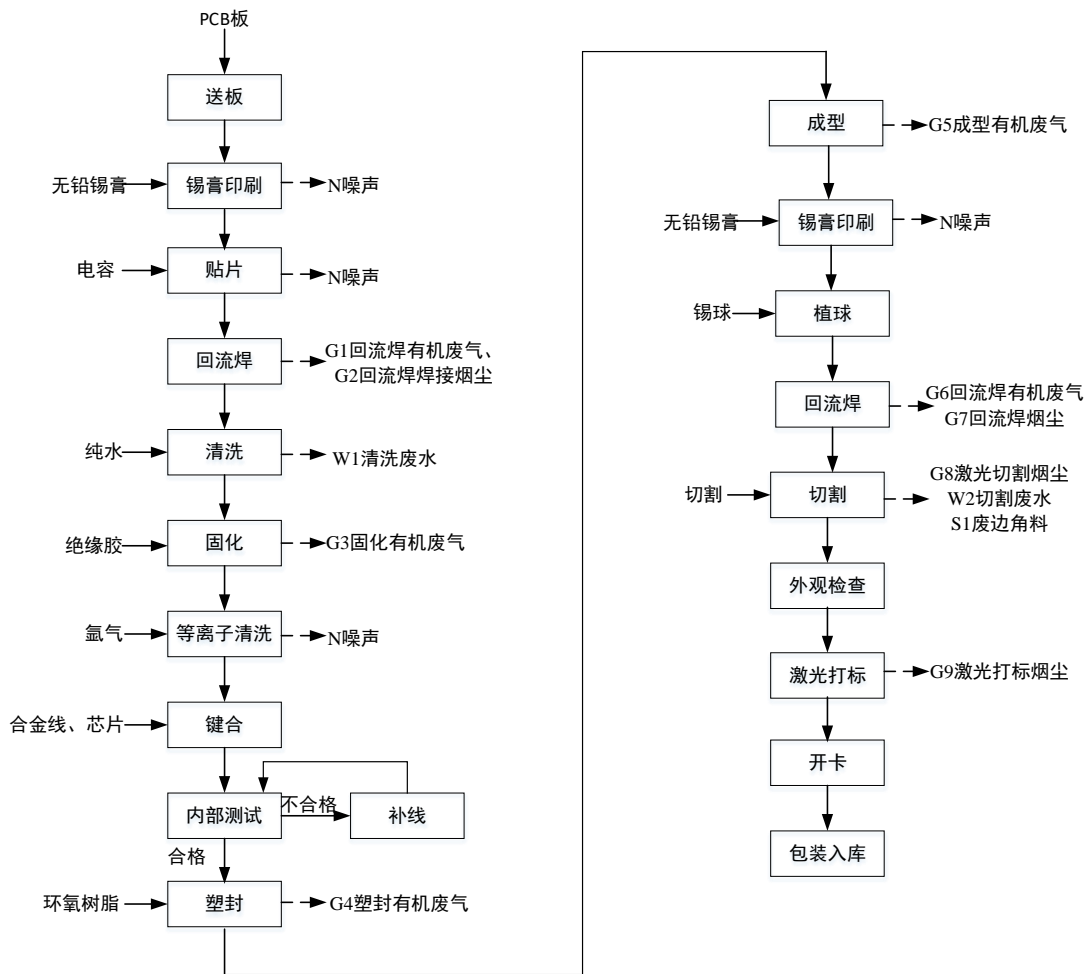 PCB板
送板
无铅锡膏
锡膏印刷
N噪声
电容
贴片
N噪声
回流焊
G1回流焊有机废气、
G2回流焊焊接烟尘
纯水
清洗
W1清洗废水
绝缘胶
固化
G3固化有机废气
氩气
等离子清洗
N噪声
合金线、芯片
键合
内部测试
不合格
补线
合格
环氧树脂
塑封
G4塑封有机废气
成型
G5成型有机废气
无铅锡膏
锡膏印刷
N噪声
锡球
植球
回流焊
G6回流焊有机废气
G7回流焊烟尘
切割
切割
G8激光切割烟尘
W2切割废水
S1废边角料
外观检查
激光打标
G9激光打标烟尘
开卡
包装入库